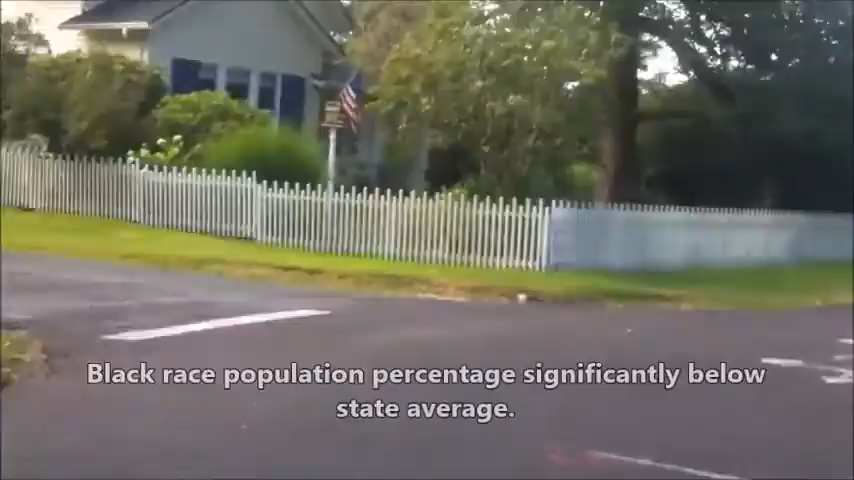 Black race population percentage significantly below
state average.